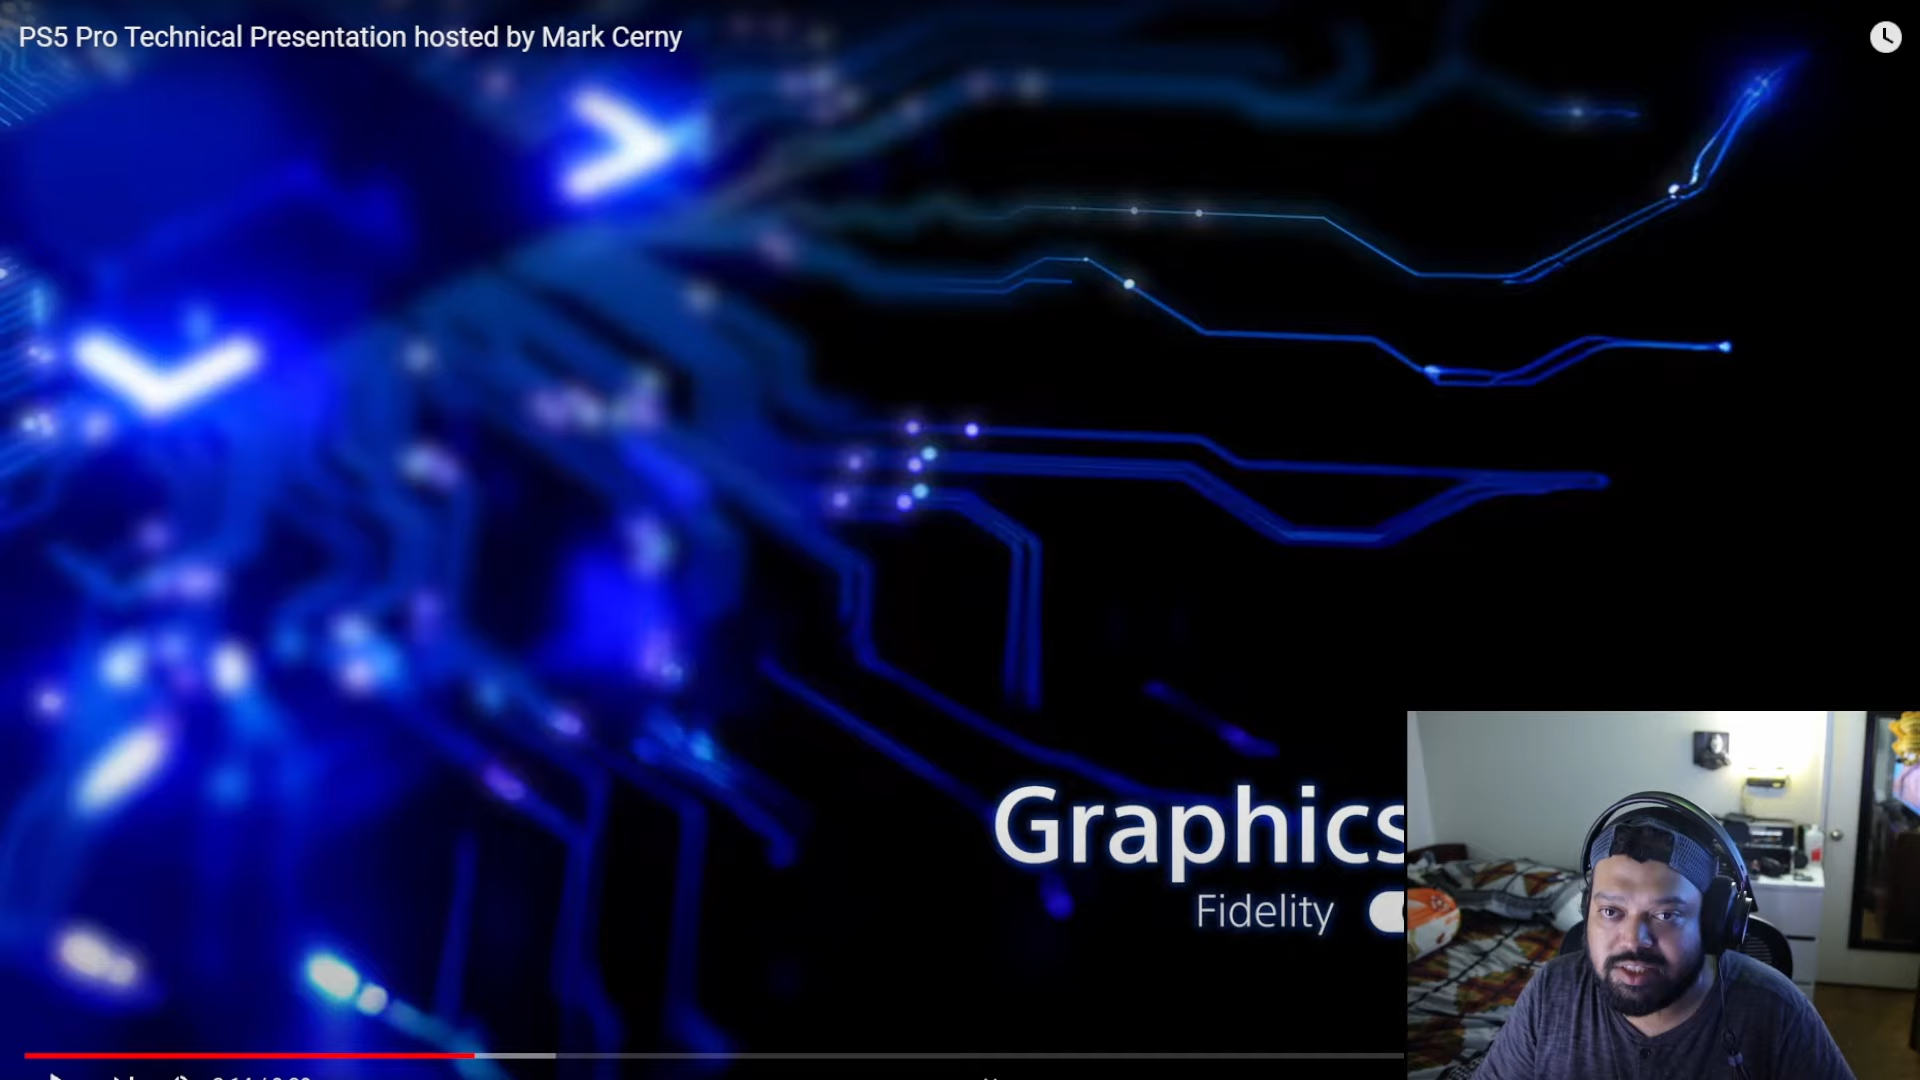 PS5 Pro Technical Presentation hosted by Mark Cerny
Graphics
Fidelity